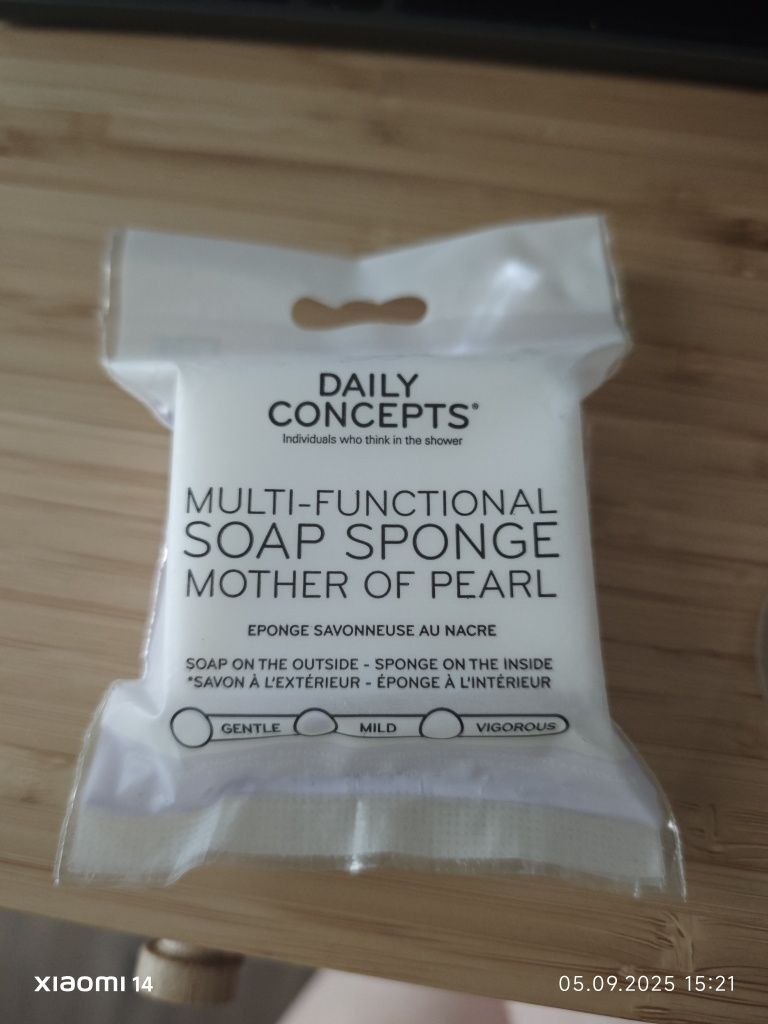 DAILY
CONCEPTS®
Individuals who think in the shower
MULTI-FUNCTIONAL
SOAP SPONGE
MOTHER OF PEARL
EPONGE SAVONNEUSE AU NACRE
SOAP ON THE OUTSIDE - SPONGE ON THE INSIDE
*SAVON À L'EXTÉRIEUR - ÉPONGE À L'INTÉRIEUR
GENTLE MILD VIGOROUS
XIAOMI 14 05.09.2025 15:21